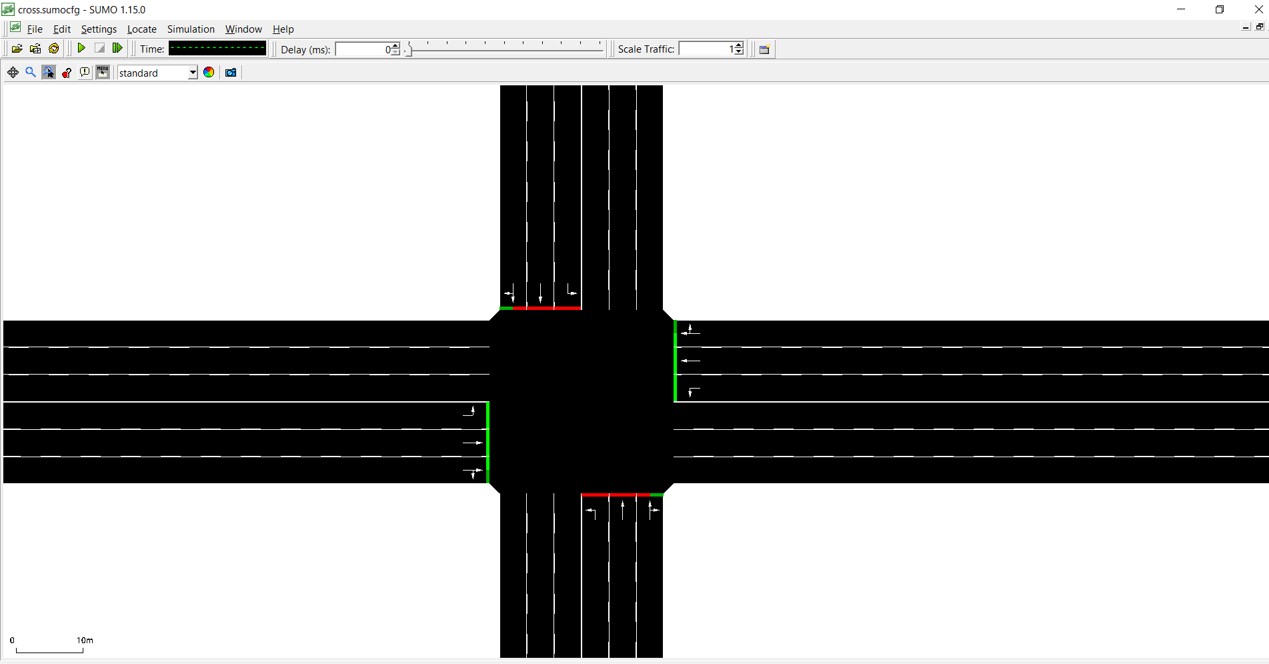 cross.sumocfg - SUMO 1.15.0
File Edit Settings Locate Simulation Window Help
Time: Delay (ms): 0 Scale Traffic: 1
standard
0 10m